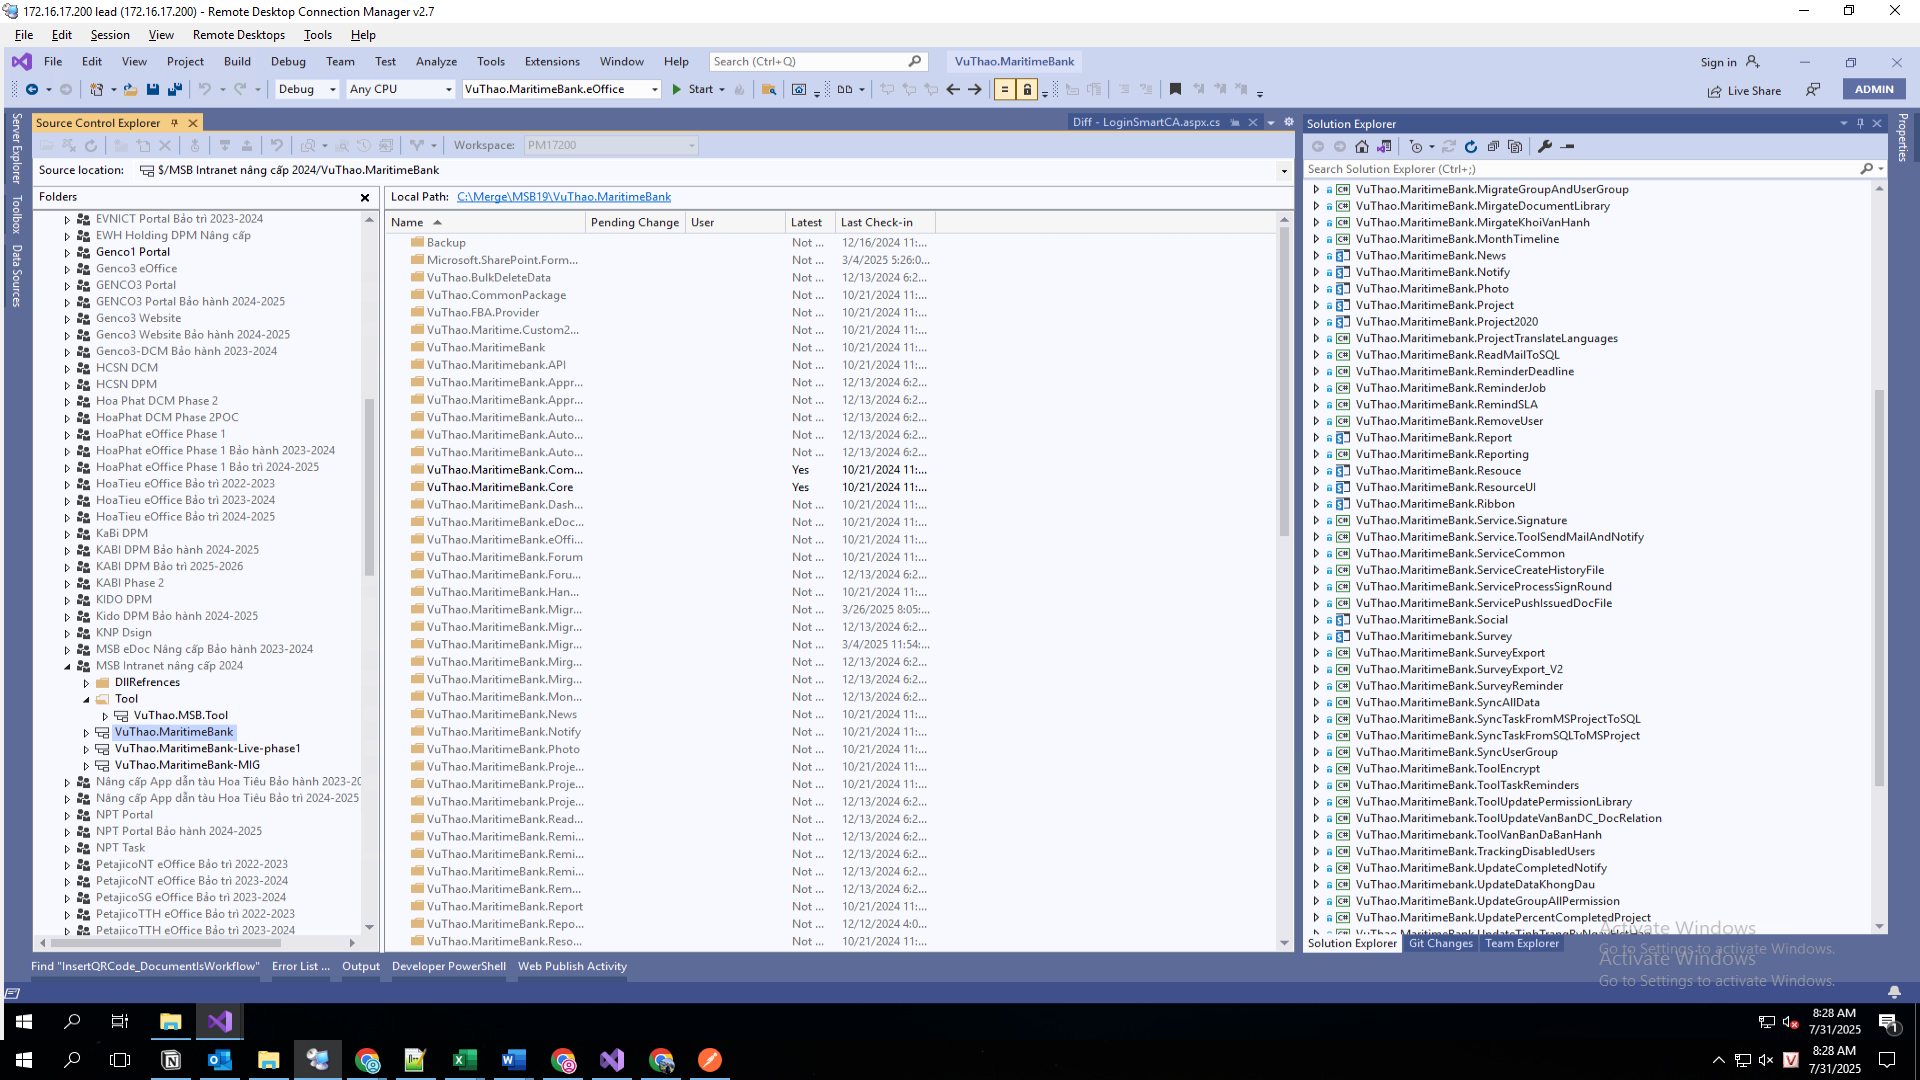 172.16.17.200 lead (172.16.17.200) - Remote Desktop Connection Manager v2.7
File Edit Session View Remote Desktops Tools Help
File Edit View Project Build Debug Team Test Analyze Tools Extensions Window Help Search (Ctrl+Q) VuThao.MaritimeBank Sign in
Debug Any CPU VuThao.MaritimeBank.eOffice Start Live Share ADMIN
Server Explorer
Toolbox
Data Sources
Source Control Explorer
Diff - LoginSmartCA.aspx.cs
Workspace: PM17200
Source location: $/MSB Intranet nâng cấp 2024/VuThao.MaritimeBank
Folders
EVNICT Portal Bảo trì 2023-2024
EWH Holding DPM Nâng cấp
Genco1 Portal
Genco3 eOffice
GENCO3 Portal
GENCO3 Portal Bảo hành 2024-2025
Genco3 Website
Genco3 Website Bảo hành 2024-2025
Genco3-DCM Bảo hành 2023-2024
HCSN DCM
HCSN DPM
Hoa Phat DCM Phase 2
HoaPhat DCM Phase 2POC
HoaPhat eOffice Phase 1
HoaPhat eOffice Phase 1 Bảo hành 2023-2024
HoaPhat eOffice Phase 1 Bảo trì 2024-2025
HoaTieu eOffice Bảo trì 2022-2023
HoaTieu eOffice Bảo trì 2023-2024
HoaTieu eOffice Bảo trì 2024-2025
KaBi DPM
KABI DPM Bảo hành 2024-2025
KABI DPM Bảo trì 2025-2026
KABI Phase 2
KIDO DPM
Kido DPM Bảo hành 2024-2025
KNP Dsign
MSB eDoc Nâng cấp Bảo hành 2023-2024
MSB Intranet nâng cấp 2024
DllRefrences
Tool
VuThao.MSB.Tool
VuThao.MaritimeBank
VuThao.MaritimeBank-Live-phase1
VuThao.MaritimeBank-MIG
Nâng cấp App dẫn tàu Hoa Tiêu Bảo hành 2023-20
Nâng cấp App dẫn tàu Hoa Tiêu Bảo trì 2024-2025
NPT Portal
NPT Portal Bảo hành 2024-2025
NPT Task
PetajicoNT eOffice Bảo trì 2022-2023
PetajicoNT eOffice Bảo trì 2023-2024
PetajicoSG eOffice Bảo trì 2023-2024
PetajicoTTH eOffice Bảo trì 2022-2023
PetajicoTTH eOffice Bảo trì 2023-2024
Local Path: C:\Merge\MSB19\VuThao.MaritimeBank
Name Pending Change User Latest Last Check-in
Backup Not ... 12/16/2024 11:...
Microsoft.SharePoint.Form... Not ... 3/4/2025 5:26:0...
VuThao.BulkDeleteData Not ... 12/13/2024 6:2...
VuThao.CommonPackage Not ... 10/21/2024 11:...
VuThao.FBA.Provider Not ... 10/21/2024 11:...
VuThao.Maritime.Custom2... Not ... 10/21/2024 11:...
VuThao.MaritimeBank Not ... 10/21/2024 11:...
VuThao.Maritimebank.API Not ... 10/21/2024 11:...
VuThao.MaritimeBank.Appr... Not ... 12/13/2024 6:2...
VuThao.MaritimeBank.Appr... Not ... 12/13/2024 6:2...
VuThao.MaritimeBank.Auto... Not ... 12/13/2024 6:2...
VuThao.MaritimeBank.Auto... Not ... 12/13/2024 6:2...
VuThao.MaritimeBank.Auto... Not ... 12/13/2024 6:2...
VuThao.MaritimeBank.Com... Yes 10/21/2024 11:...
VuThao.MaritimeBank.Core Yes 10/21/2024 11:...
VuThao.MaritimeBank.Dash... Not ... 10/21/2024 11:...
VuThao.MaritimeBank.eDoc... Not ... 10/21/2024 11:...
VuThao.MaritimeBank.eOffi... Not ... 10/21/2024 11:...
VuThao.MaritimeBank.Forum Not ... 10/21/2024 11:...
VuThao.MaritimeBank.Foru... Not ... 12/13/2024 6:2...
VuThao.MaritimeBank.Han... Not ... 10/21/2024 11:...
VuThao.MaritimeBank.Migr... Not ... 3/26/2025 8:05:...
VuThao.MaritimeBank.Migr... Not ... 12/13/2024 6:2...
VuThao.MaritimeBank.Migr... Not ... 3/4/2025 11:54:...
VuThao.MaritimeBank.Mirg... Not ... 12/13/2024 6:2...
VuThao.MaritimeBank.Mirg... Not ... 12/13/2024 6:2...
VuThao.MaritimeBank.Mon... Not ... 12/13/2024 6:2...
VuThao.MaritimeBank.News Not ... 10/21/2024 11:...
VuThao.MaritimeBank.Notify Not ... 10/21/2024 11:...
VuThao.MaritimeBank.Photo Not ... 10/21/2024 11:...
VuThao.MaritimeBank.Proje... Not ... 10/21/2024 11:...
VuThao.MaritimeBank.Proje... Not ... 10/21/2024 11:...
VuThao.MaritimeBank.Proje... Not ... 12/13/2024 6:2...
VuThao.MaritimeBank.Read... Not ... 12/13/2024 6:2...
VuThao.MaritimeBank.Remi... Not ... 12/13/2024 6:2...
VuThao.MaritimeBank.Remi... Not ... 12/13/2024 6:2...
VuThao.MaritimeBank.Remi... Not ... 12/13/2024 6:2...
VuThao.MaritimeBank.Rem... Not ... 12/13/2024 6:2...
VuThao.MaritimeBank.Report Not ... 10/21/2024 11:...
VuThao.MaritimeBank.Repo... Not ... 12/12/2024 4:0...
VuThao.MaritimeBank.Reso... Not ... 10/21/2024 11:...
Solution Explorer
Search Solution Explorer (Ctrl+;)
VuThao.MaritimeBank.MigrateGroupAndUserGroup
VuThao.MaritimeBank.MirgateDocumentLibrary
VuThao.MaritimeBank.MirgateKhoiVanHanh
VuThao.MaritimeBank.MonthTimeline
VuThao.MaritimeBank.News
VuThao.MaritimeBank.Notify
VuThao.MaritimeBank.Photo
VuThao.MaritimeBank.Project
VuThao.MaritimeBank.Project2020
VuThao.Maritimebank.ProjectTranslateLanguages
VuThao.MaritimeBank.ReadMailToSQL
VuThao.MaritimeBank.ReminderDeadline
VuThao.MaritimeBank.ReminderJob
VuThao.MaritimeBank.RemindSLA
VuThao.MaritimeBank.RemoveUser
VuThao.MaritimeBank.Report
VuThao.MaritimeBank.Reporting
VuThao.MaritimeBank.Resouce
VuThao.MaritimeBank.ResourceUI
VuThao.MaritimeBank.Ribbon
VuThao.MaritimeBank.Service.Signature
VuThao.MaritimeBank.Service.ToolSendMailAndNotify
VuThao.MaritimeBank.ServiceCommon
VuThao.MaritimeBank.ServiceCreateHistoryFile
VuThao.MaritimeBank.ServiceProcessSignRound
VuThao.MaritimeBank.ServicePushIssuedDocFile
VuThao.Maritimebank.Social
VuThao.Maritimebank.Survey
VuThao.MaritimeBank.SurveyExport
VuThao.MaritimeBank.SurveyExport_V2
VuThao.MaritimeBank.SurveyReminder
VuThao.MaritimeBank.SyncAllData
VuThao.MaritimeBank.SyncTaskFromMSProjectToSQL
VuThao.MaritimeBank.SyncTaskFromSQLToMSProject
VuThao.MaritimeBank.SyncUserGroup
VuThao.MaritimeBank.ToolEncrypt
VuThao.MaritimeBank.ToolTaskReminders
VuThao.MaritimeBank.ToolUpdatePermissionLibrary
VuThao.Maritimebank.ToolUpdateVanBanDC_DocRelation
VuThao.Maritimebank.ToolVanBanDaBanHanh
VuThao.MaritimeBank.TrackingDisabledUsers
VuThao.MaritimeBank.UpdateCompletedNotify
VuThao.Maritimebank.UpdateDataKhongDau
VuThao.MaritimeBank.UpdateGroupAllPermission
VuThao.MaritimeBank.UpdatePercentCompletedProject
Properties
Solution Explorer Git Changes Team Explorer
Activate Windows
Go to Settings to activate Windows.
Activate Windows
Go to Settings to activate Windows.
Find "InsertQRCode_DocumentIsWorkflow" Error List ... Output Developer PowerShell Web Publish Activity
8:28 AM
7/31/2025
1
8:28 AM
7/31/2025